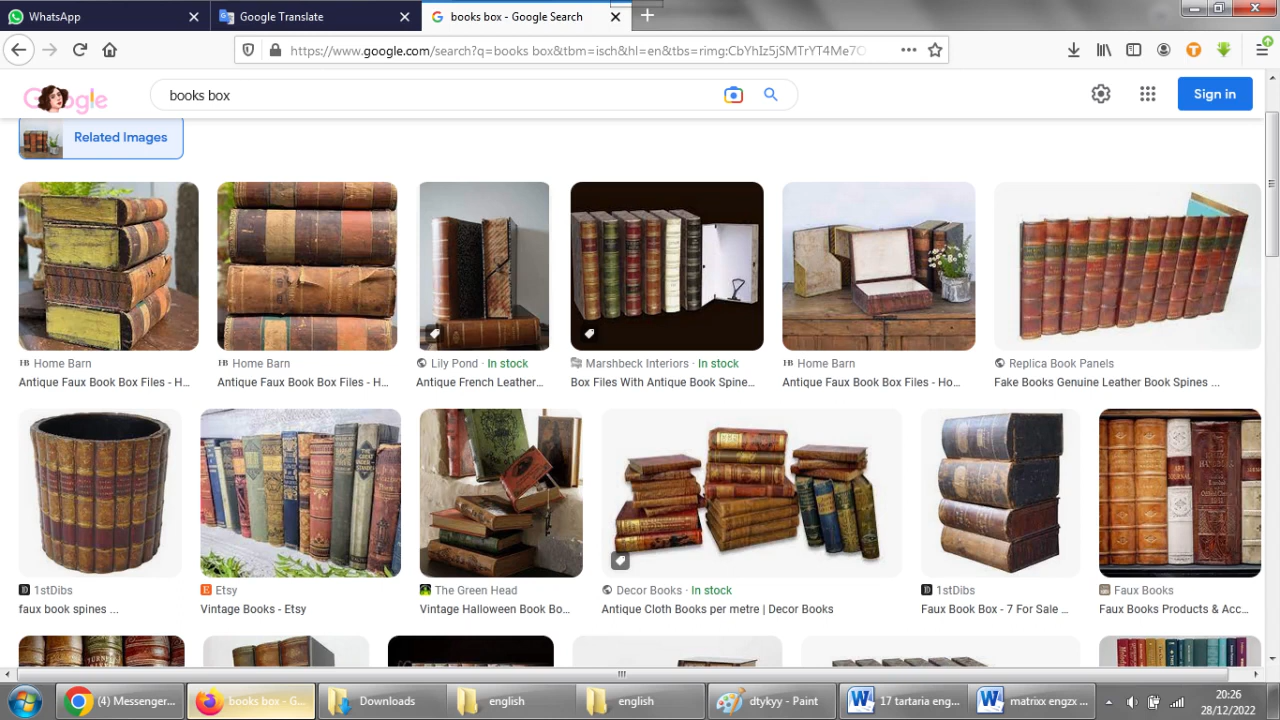 WhatsApp
Google Translate
books box - Google Search
https://www.google.com/search?q=books box&tbm=isch&hl=en&tbs=rimg:CbYhIz5jSMTrYT4Me7O
books box
Sign in
Related Images
Home Barn
Antique Faux Book Box Files - H...
Home Barn
Antique Faux Book Box Files - H...
Lily Pond · In stock
Antique French Leather...
Marshbeck Interiors · In stock
Box Files With Antique Book Spine...
Home Barn
Antique Faux Book Box Files - Ho...
Replica Book Panels
Fake Books Genuine Leather Book Spines ...
1stDibs
faux book spines ...
Etsy
Vintage Books - Etsy
The Green Head
Vintage Halloween Book Bo...
Decor Books · In stock
Antique Cloth Books per metre | Decor Books
1stDibs
Faux Book Box - 7 For Sale ...
Faux Books
Faux Books Products & Acc...
(4) Messenger...
books box - G...
Downloads
english
english
dtykyy - Paint
17 tartaria eng...
matrixx engzx ...
20:26
28/12/2022